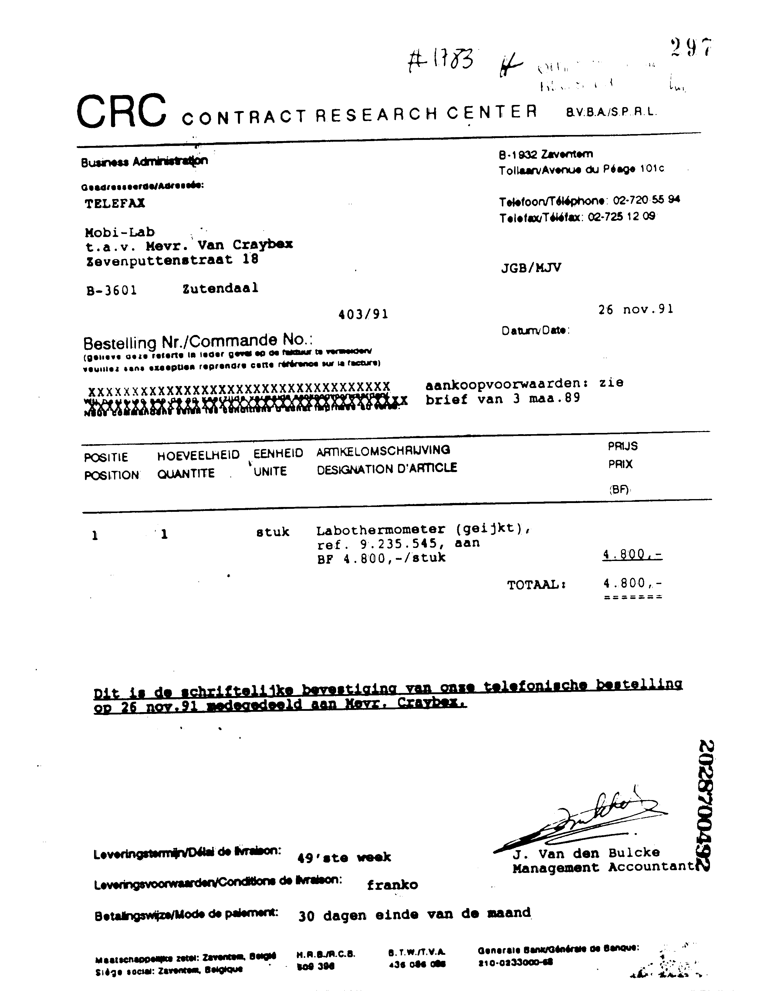 297
#1783
CRC CONTRACT RESEARCH CENTER B.V.B.A./S.P.R.L.
Business Administration
B-1932 Zaventem
Tollaan/Avenue du Péage 101c
Geadresseerde/Adressée:
TELEFAX
Telefoon/Téléphone: 02-720 55 94
Telefax/Téléfax: 02-725 12 09
Mobi-Lab
t.a.v. Mevr. Van Craybex
Zevenputtenstraat 18
JGB/MJV
B-3601 Zutendaal
403/91
26 nov.91
Bestelling Nr./Commande No.:
Datum/Date:
(gelieve deze referte in ieder geval op de faktuur te vermelden/
veuillez sans exception reprendre cette référence sur la facture)
XXXXXXXXXXXXXXXXXXXXXXXXXXXXXXXXXXX
aankoopvoorwaarden: zie
brief van 3 maa.89
POSITIE HOEVEELHEID EENHEID ARTIKELOMSCHRIJVING PRIJS
POSITION QUANTITE UNITE DESIGNATION D'ARTICLE PRIX
(BF)
1 1 stuk Labothermometer (geijkt),
ref. 9.235.545, aan
BF 4.800,-/stuk 4.800,-
TOTAAL: 4.800,-
=======
Dit is de schriftelijke bevestiging van onze telefonische bestelling
op 26 nov.91 medegedeeld aan Mevr. Craybex.
2028700492
Leveringstermijn/Délai de livraison: 49'ste week
J. Van den Bulcke
Management Accountant
Leveringsvoorwaarden/Conditions de livraison: franko
Betalingswijze/Mode de paiement: 30 dagen einde van de maand
Maatschappelijke zetel: Zaventem, België H.R.B./R.C.B. B.T.W./T.V.A. Generale Bank/Générale de Banque:
Siège social: Zaventem, Belgique 509 396 436 086 086 210-0233000-68